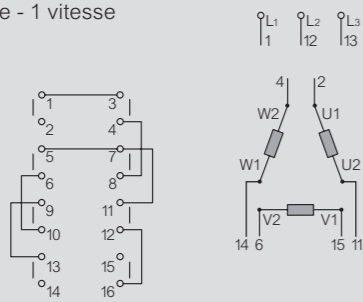 e - 1 vitesse
L1 L2 L3
1 12 13
4 2
W2 U1
W1 U2
V2 V1
14 6 15 11
1 3
2 4
5 7
6 8
9 11
10 12
13 15
14 16